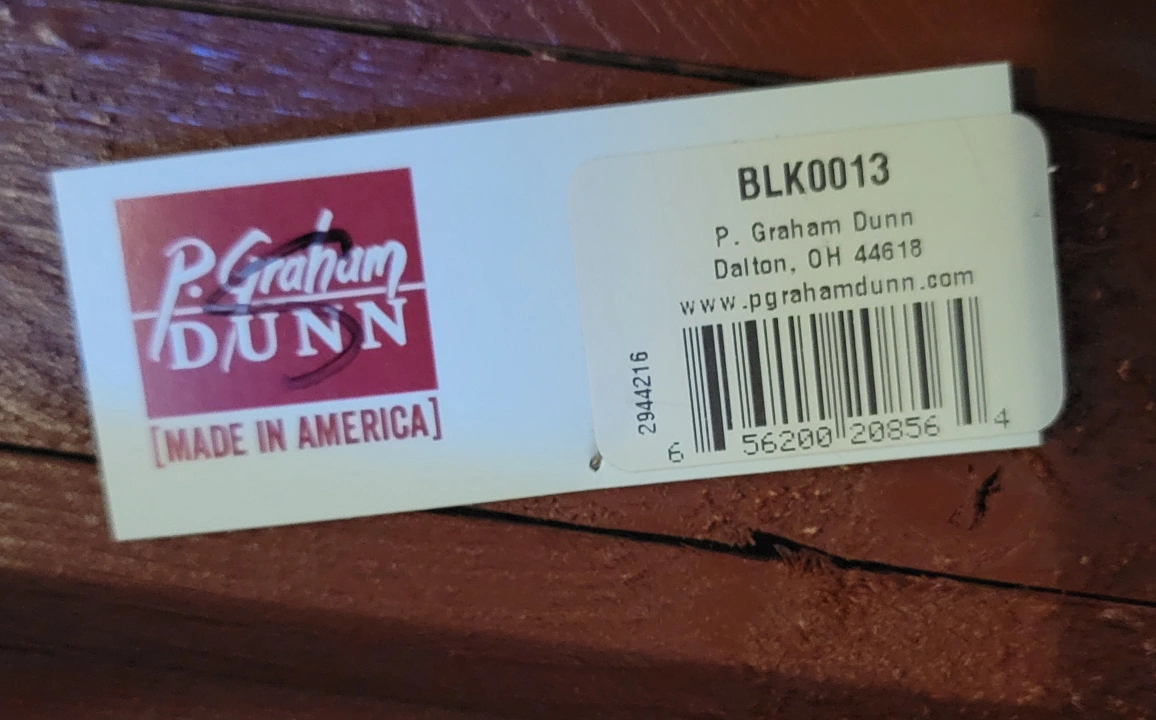 P. Graham
DUNN
[MADE IN AMERICA]
BLK0013
P. Graham Dunn
Dalton, OH 44618
www.pgrahamdunn.com
2944216
6 56200 20856 4